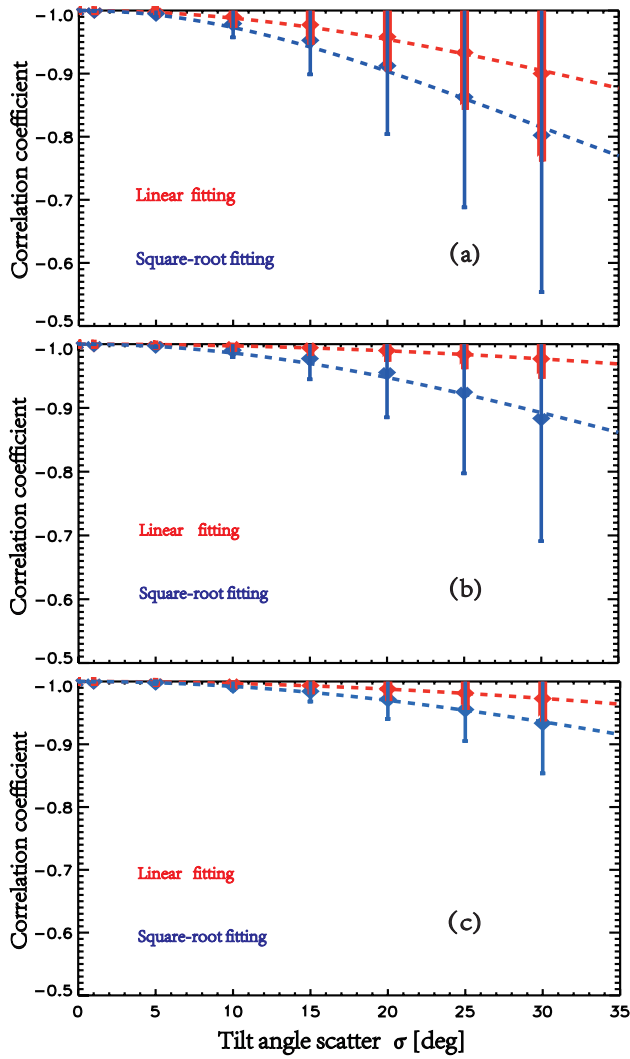 Correlation coefficient
-1.0
-0.9
-0.8
-0.7
-0.6
-0.5
Linear fitting
Square-root fitting
(a)
Correlation coefficient
-1.0
-0.9
-0.8
-0.7
-0.6
-0.5
Linear fitting
Square-root fitting
(b)
Correlation coefficient
-1.0
-0.9
-0.8
-0.7
-0.6
-0.5
Linear fitting
Square-root fitting
(c)
0 5 10 15 20 25 30 35
Tilt angle scatter σ [deg]